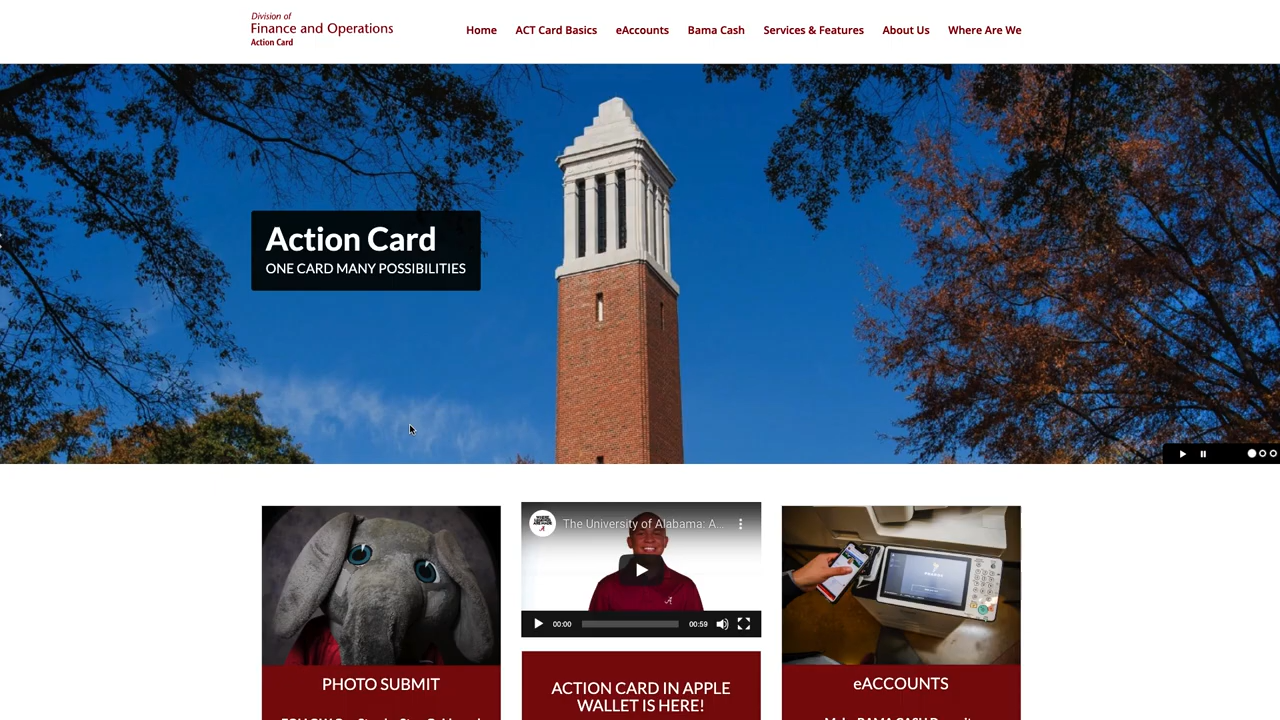 Division of
Finance and Operations
Action Card
Home
ACT Card Basics
eAccounts
Bama Cash
Services & Features
About Us
Where Are We
Action Card
ONE CARD MANY POSSIBILITIES
The University of Alabama: A...
00:00
00:59
PHOTO SUBMIT
ACTION CARD IN APPLE
WALLET IS HERE!
eACCOUNTS